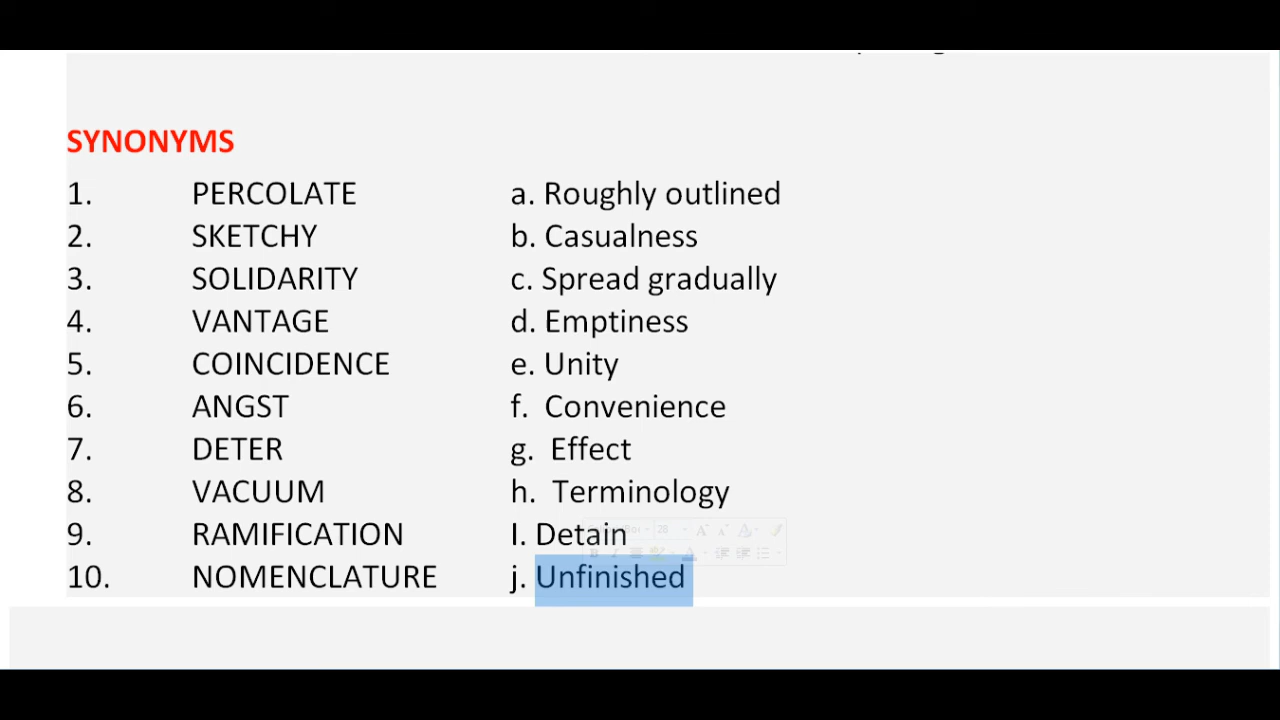 SYNONYMS
1. PERCOLATE a. Roughly outlined
2. SKETCHY b. Casualness
3. SOLIDARITY c. Spread gradually
4. VANTAGE d. Emptiness
5. COINCIDENCE e. Unity
6. ANGST f. Convenience
7. DETER g. Effect
8. VACUUM h. Terminology
9. RAMIFICATION I. Detain
10. NOMENCLATURE j. Unfinished